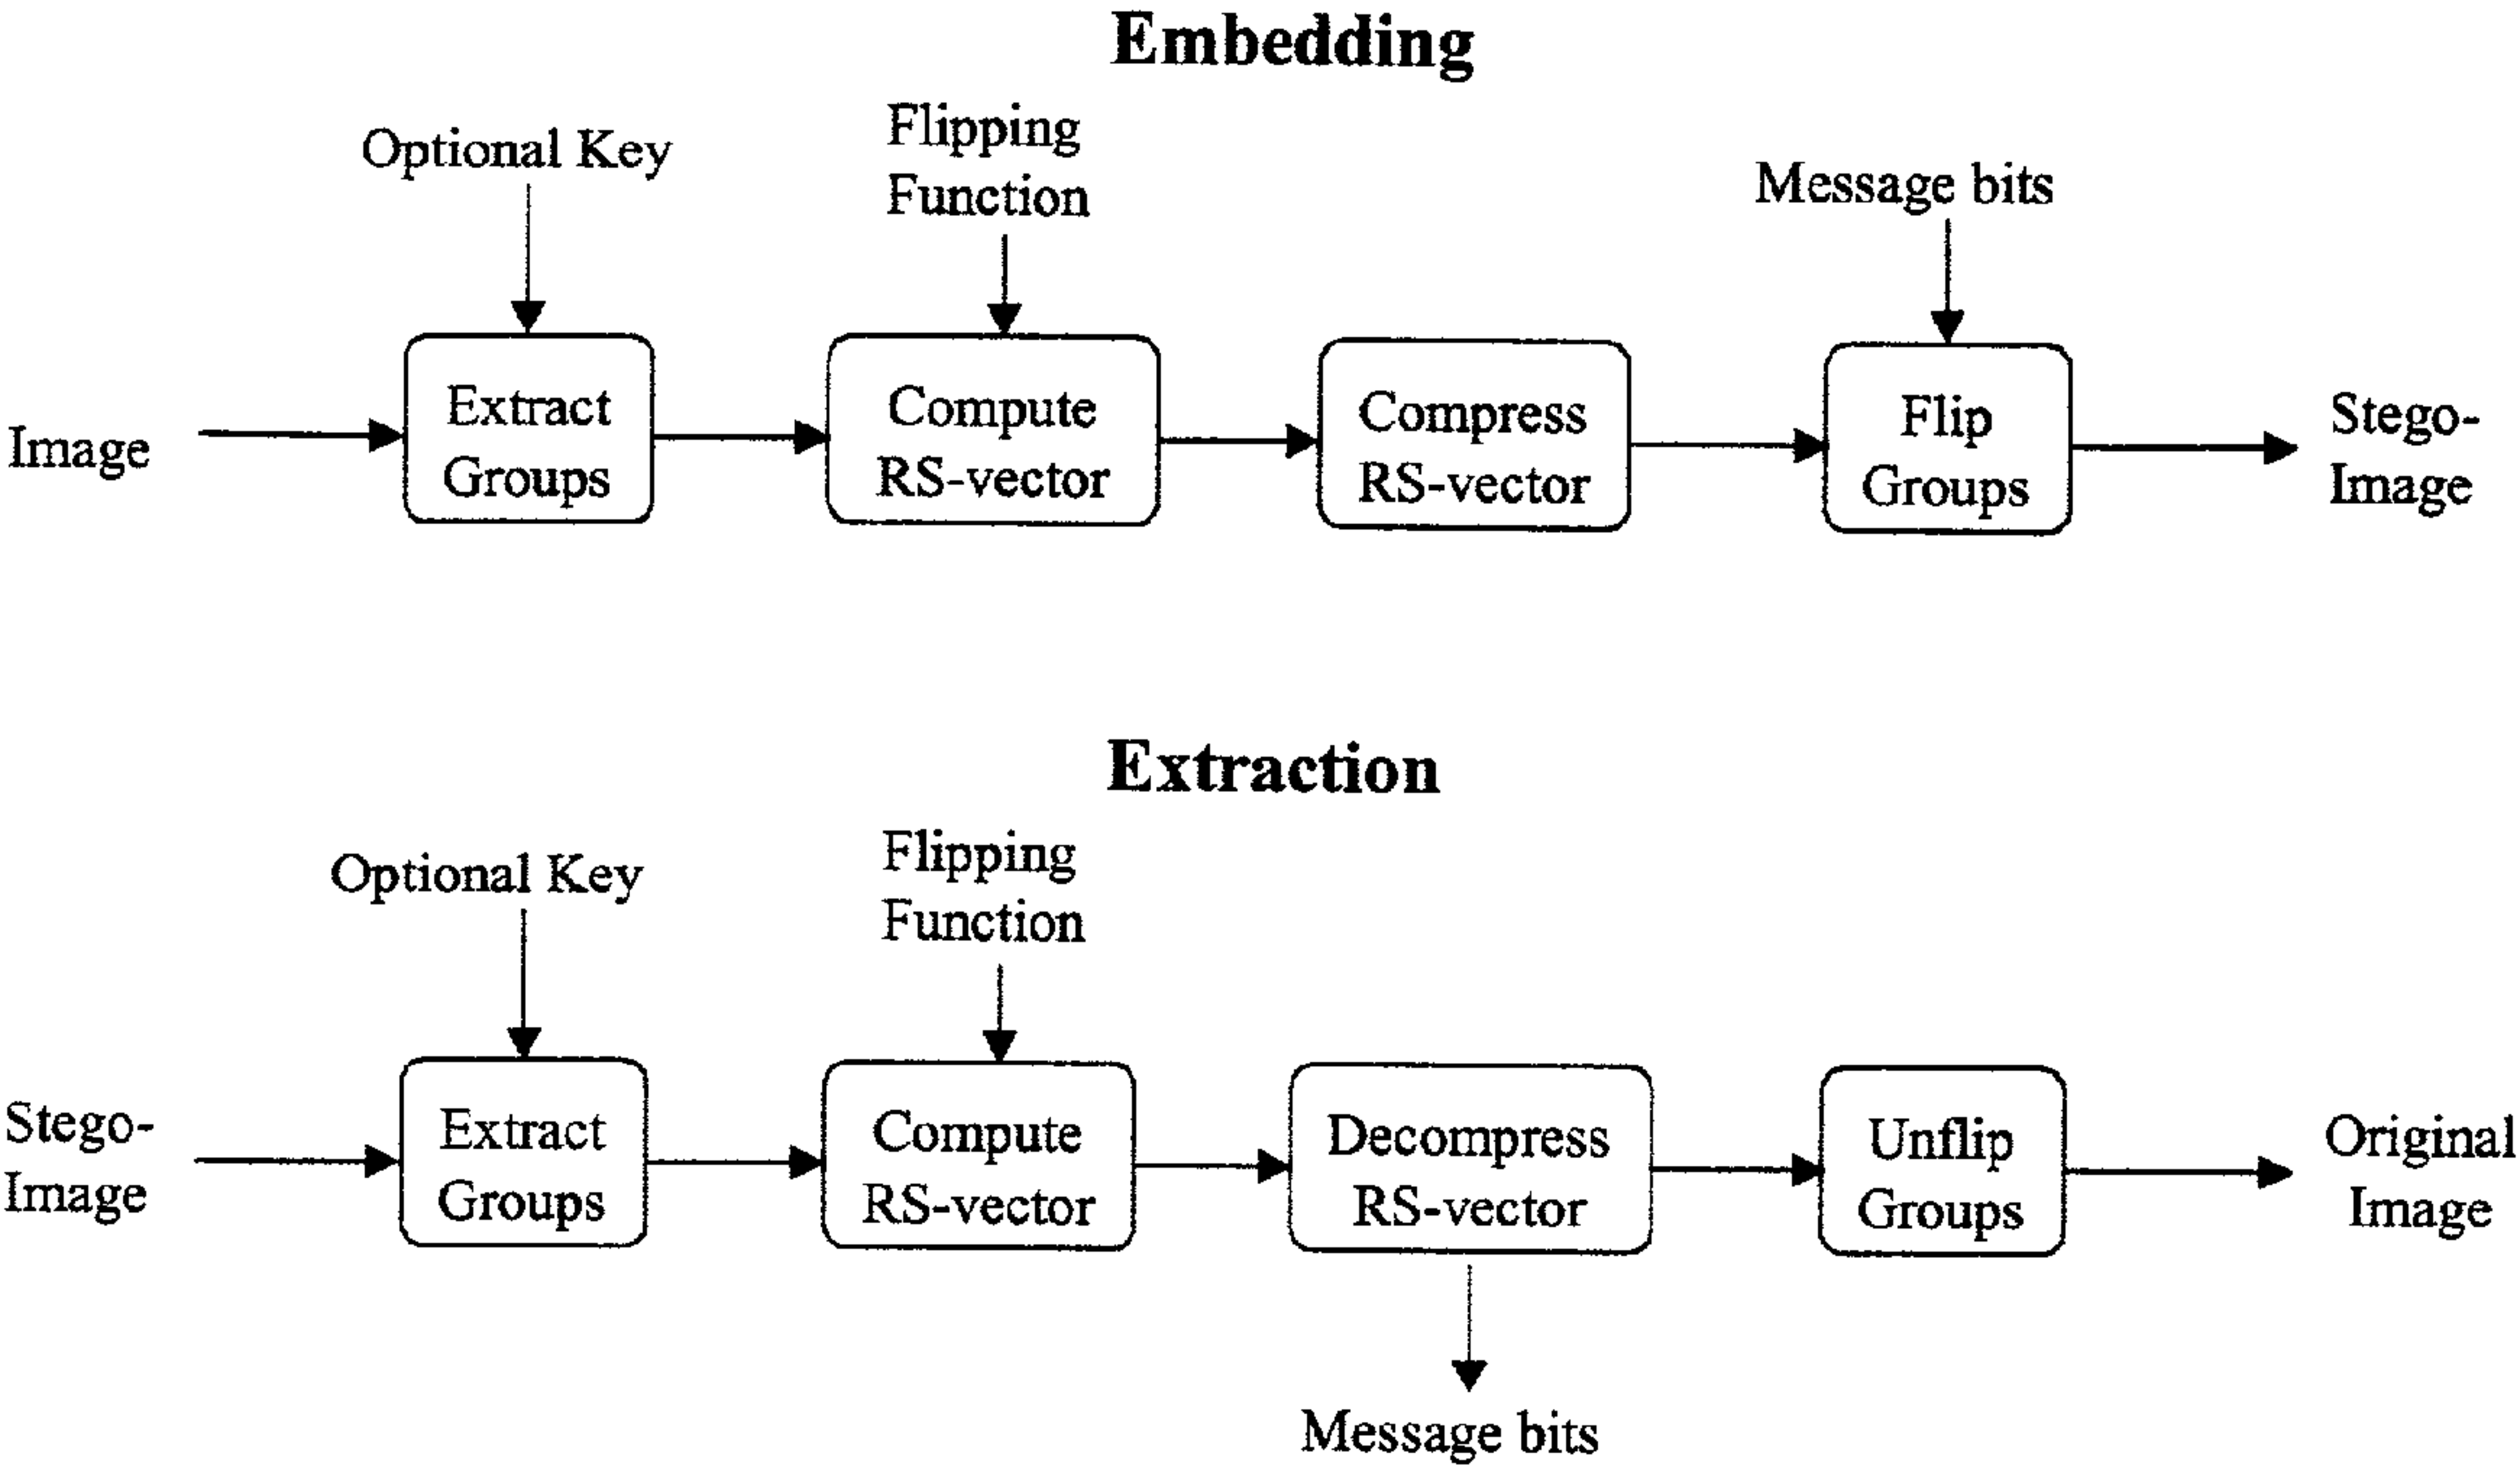 Embedding
Optional Key
Flipping
Function
Message bits
Image
Extract
Groups
Compute
RS-vector
Compress
RS-vector
Flip
Groups
Stego-
Image
Extraction
Optional Key
Flipping
Function
Stego-
Image
Extract
Groups
Compute
RS-vector
Decompress
RS-vector
Unflip
Groups
Original
Image
Message bits